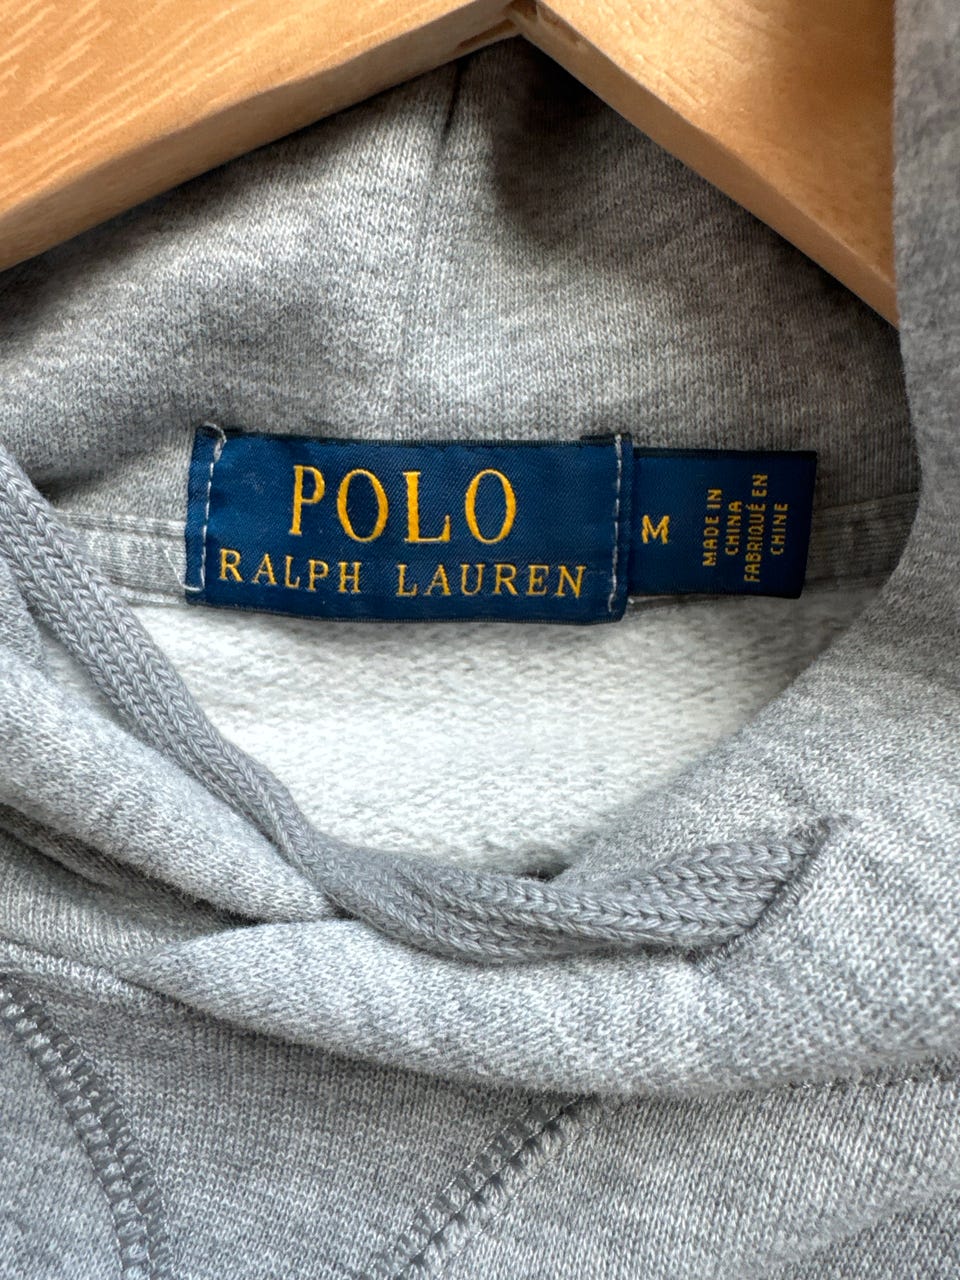 POLO
RALPH LAUREN
M
MADE IN
CHINA
FABRIQUÉ EN
CHINE